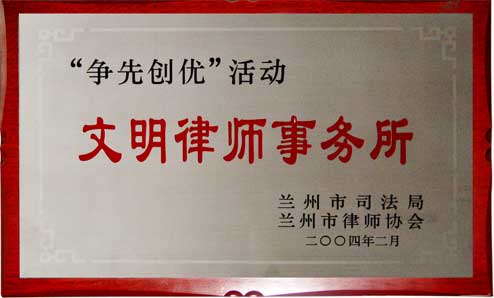 “争先创优”活动
文明律师事务所
兰州市司法局
兰州市律师协会
二〇〇四年二月